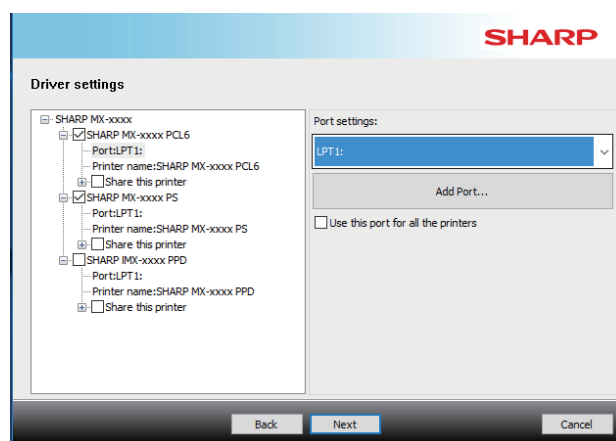 SHARP
Driver settings
SHARP MX-xxxx
SHARP MX-xxxx PCL6
Port:LPT1:
Printer name:SHARP MX-xxxx PCL6
Share this printer
SHARP MX-xxxx PS
Port:LPT1:
Printer name:SHARP MX-xxxx PS
Share this printer
SHARP IMX-xxxx PPD
Port:LPT1:
Printer name:SHARP MX-xxxx PPD
Share this printer
Port settings:
LPT1:
Add Port...
Use this port for all the printers
Back
Next
Cancel